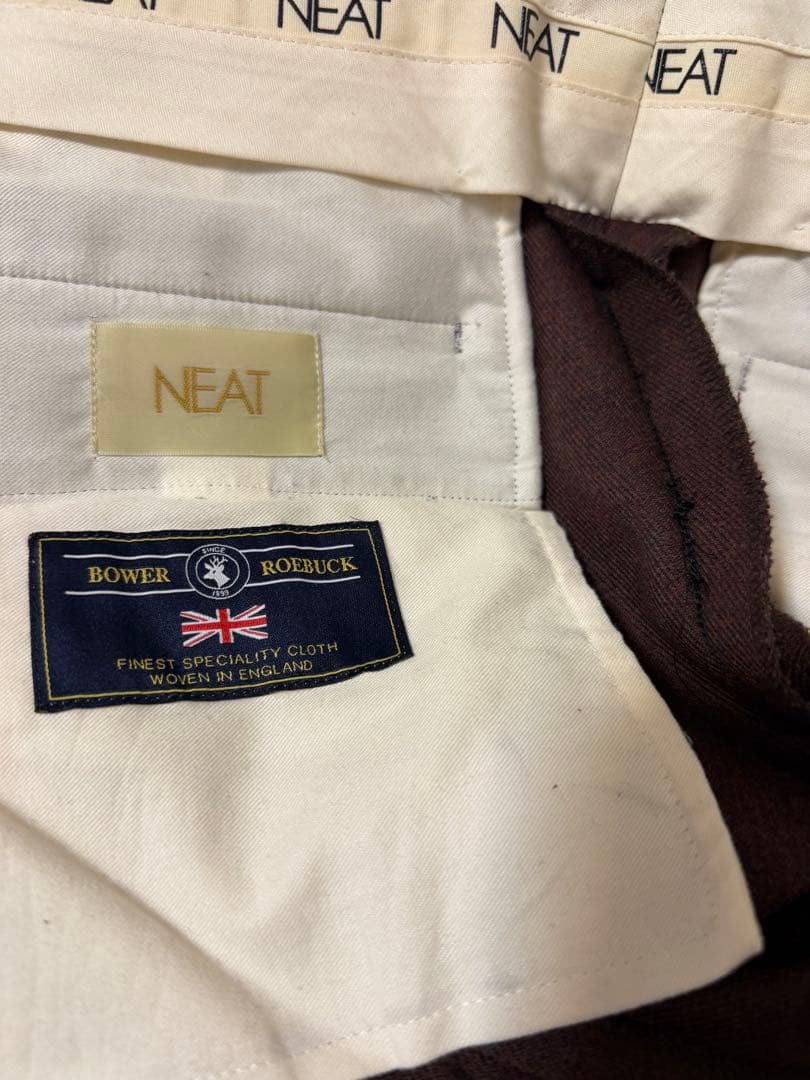 NEAT NEAT NEAT
NEAT
SINCE
BOWER ROEBUCK
1899
FINEST SPECIALITY CLOTH
WOVEN IN ENGLAND